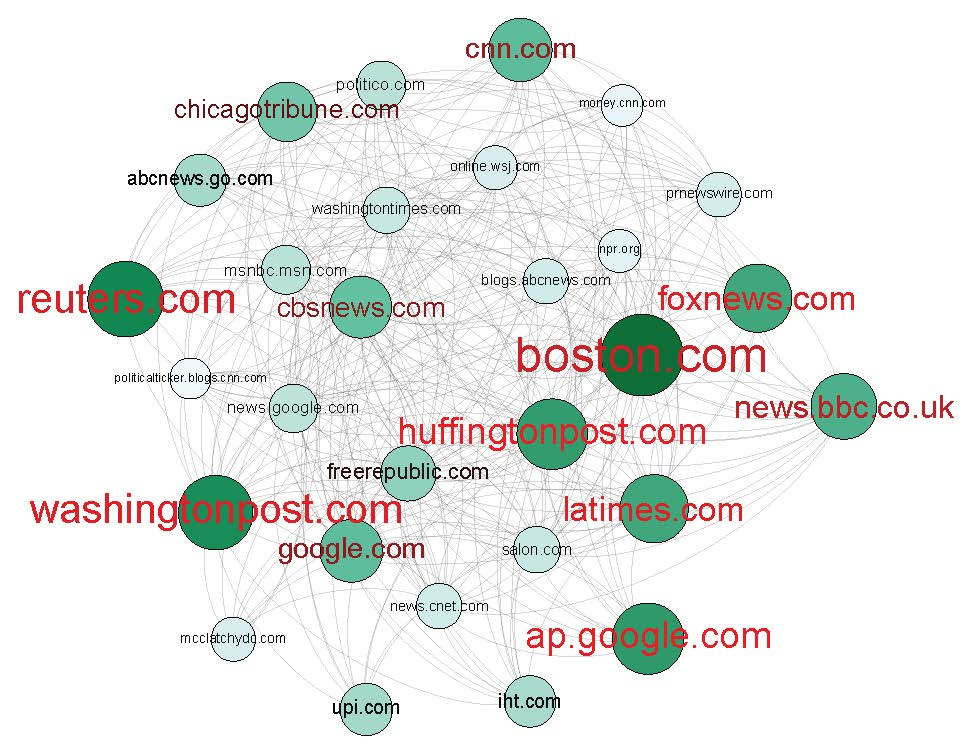 cnn.com
politico.com
money.cnn.com
chicagotribune.com
online.wsj.com
abcnews.go.com
prnewswire.com
washingtontimes.com
npr.org
msnbc.msn.com
blogs.abcnews.com
reuters.com
cbsnews.com
foxnews.com
boston.com
politicalticker.blogs.cnn.com
news.google.com
news.bbc.co.uk
huffingtonpost.com
freerepublic.com
washingtonpost.com
latimes.com
google.com
salon.com
news.cnet.com
mcclatchydc.com
ap.google.com
upi.com
iht.com